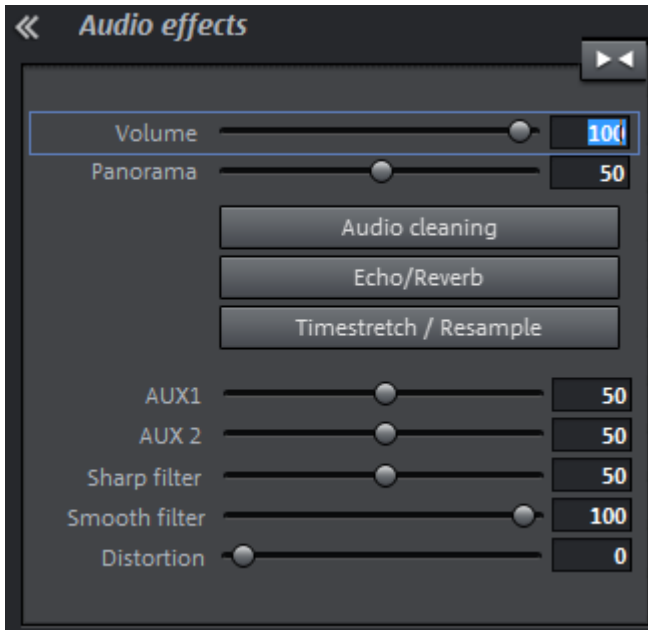 Audio effects
Volume 100
Panorama 50
Audio cleaning
Echo/Reverb
Timestretch / Resample
AUX1 50
AUX 2 50
Sharp filter 50
Smooth filter 100
Distortion 0